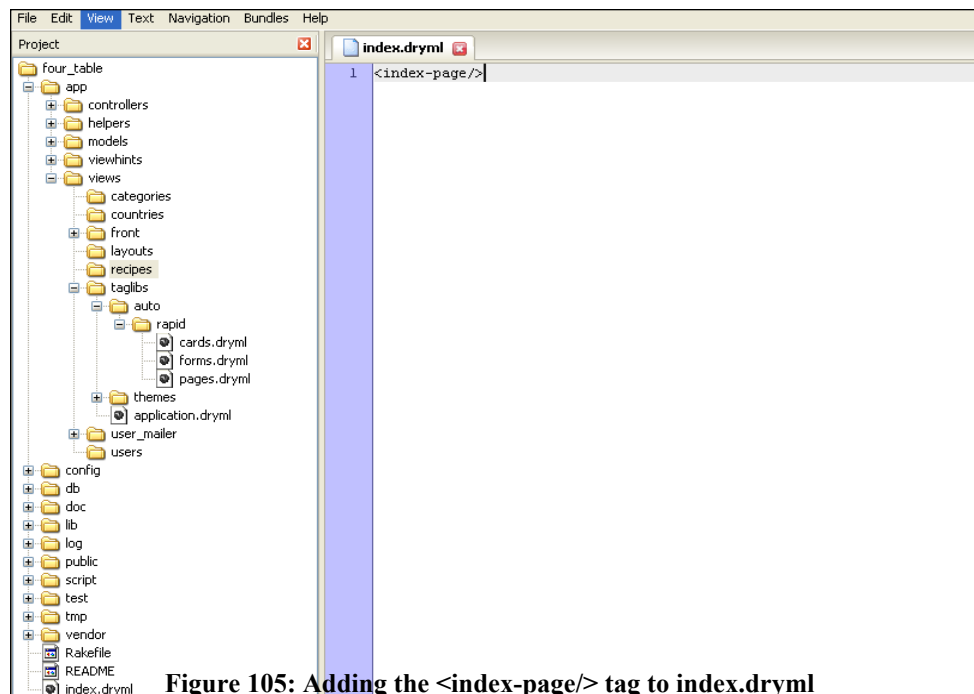 File Edit View Text Navigation Bundles Help
Project
four_table
app
controllers
helpers
models
viewhints
views
categories
countries
front
layouts
recipes
taglibs
auto
rapid
cards.dryml
forms.dryml
pages.dryml
themes
application.dryml
user_mailer
users
config
db
doc
lib
log
public
script
test
tmp
vendor
Rakefile
README
index.dryml
index.dryml
1 <index-page/>
Figure 105: Adding the <index-page/> tag to index.dryml